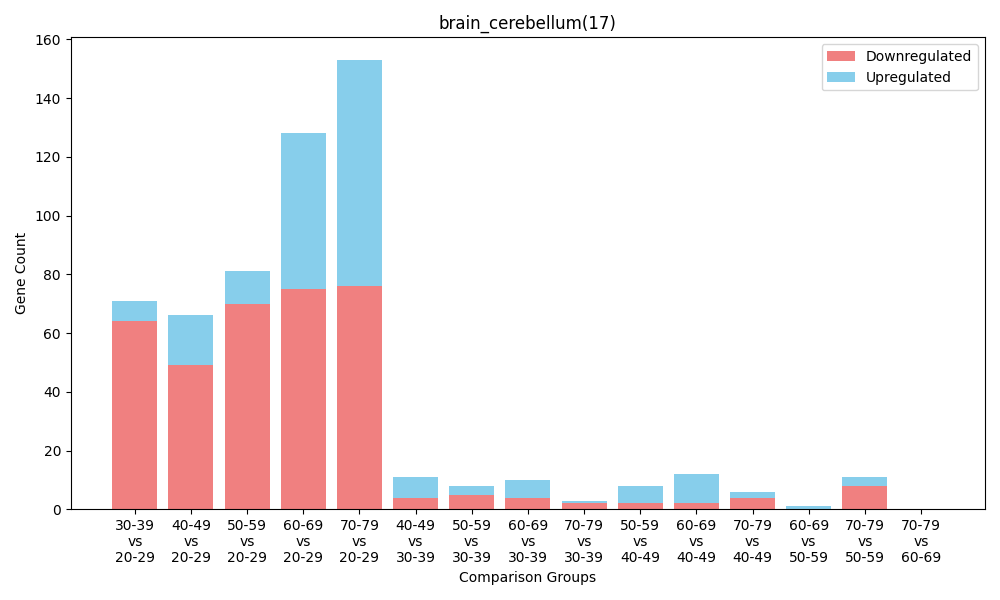 brain_cerebellum(17)
Downregulated
Upregulated
Gene Count
160
140
120
100
80
60
40
20
0
30-39 vs 20-29
40-49 vs 20-29
50-59 vs 20-29
60-69 vs 20-29
70-79 vs 20-29
40-49 vs 30-39
50-59 vs 30-39
60-69 vs 30-39
70-79 vs 30-39
50-59 vs 40-49
60-69 vs 40-49
70-79 vs 40-49
60-69 vs 50-59
70-79 vs 50-59
70-79 vs 60-69
Comparison Groups